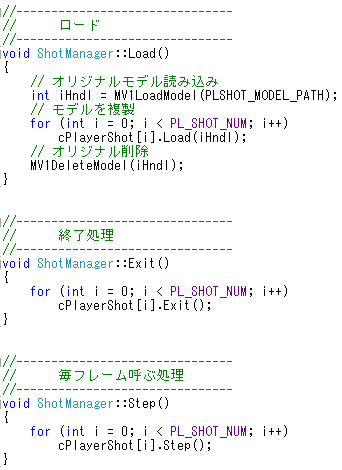 //-------------------------------
//      ロード
//-------------------------------
void ShotManager::Load()
{
    // オリジナルモデル読み込み
    int iHndl = MV1LoadModel(PLSHOT_MODEL_PATH);
    // モデルを複製
    for (int i = 0; i < PL_SHOT_NUM; i++)
        cPlayerShot[i].Load(iHndl);
    // オリジナル削除
    MV1DeleteModel(iHndl);
}
//-------------------------------
//      終了処理
//-------------------------------
void ShotManager::Exit()
{
    for (int i = 0; i < PL_SHOT_NUM; i++)
        cPlayerShot[i].Exit();
}
//-------------------------------
//      毎フレーム呼ぶ処理
//-------------------------------
void ShotManager::Step()
{
    for (int i = 0; i < PL_SHOT_NUM; i++)
        cPlayerShot[i].Step();
}